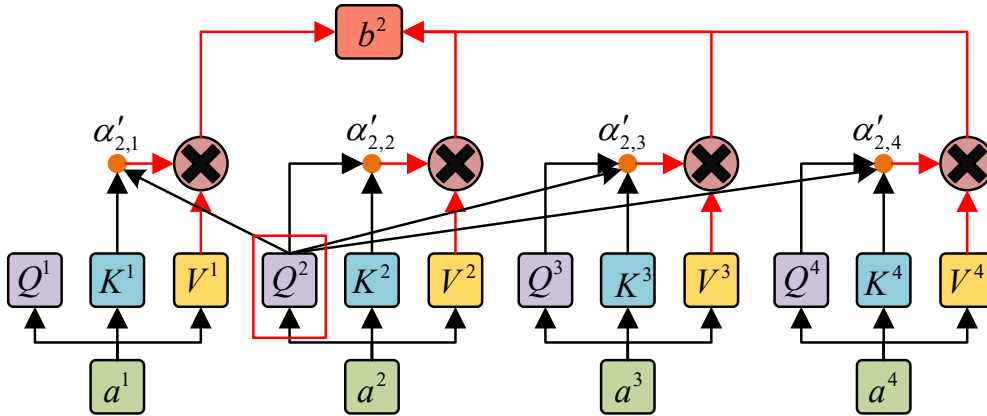 b²
α′₂,₁ α′₂,₂ α′₂,₃ α′₂,₄
Q¹ K¹ V¹ Q² K² V² Q³ K³ V³ Q⁴ K⁴ V⁴
a¹ a² a³ a⁴